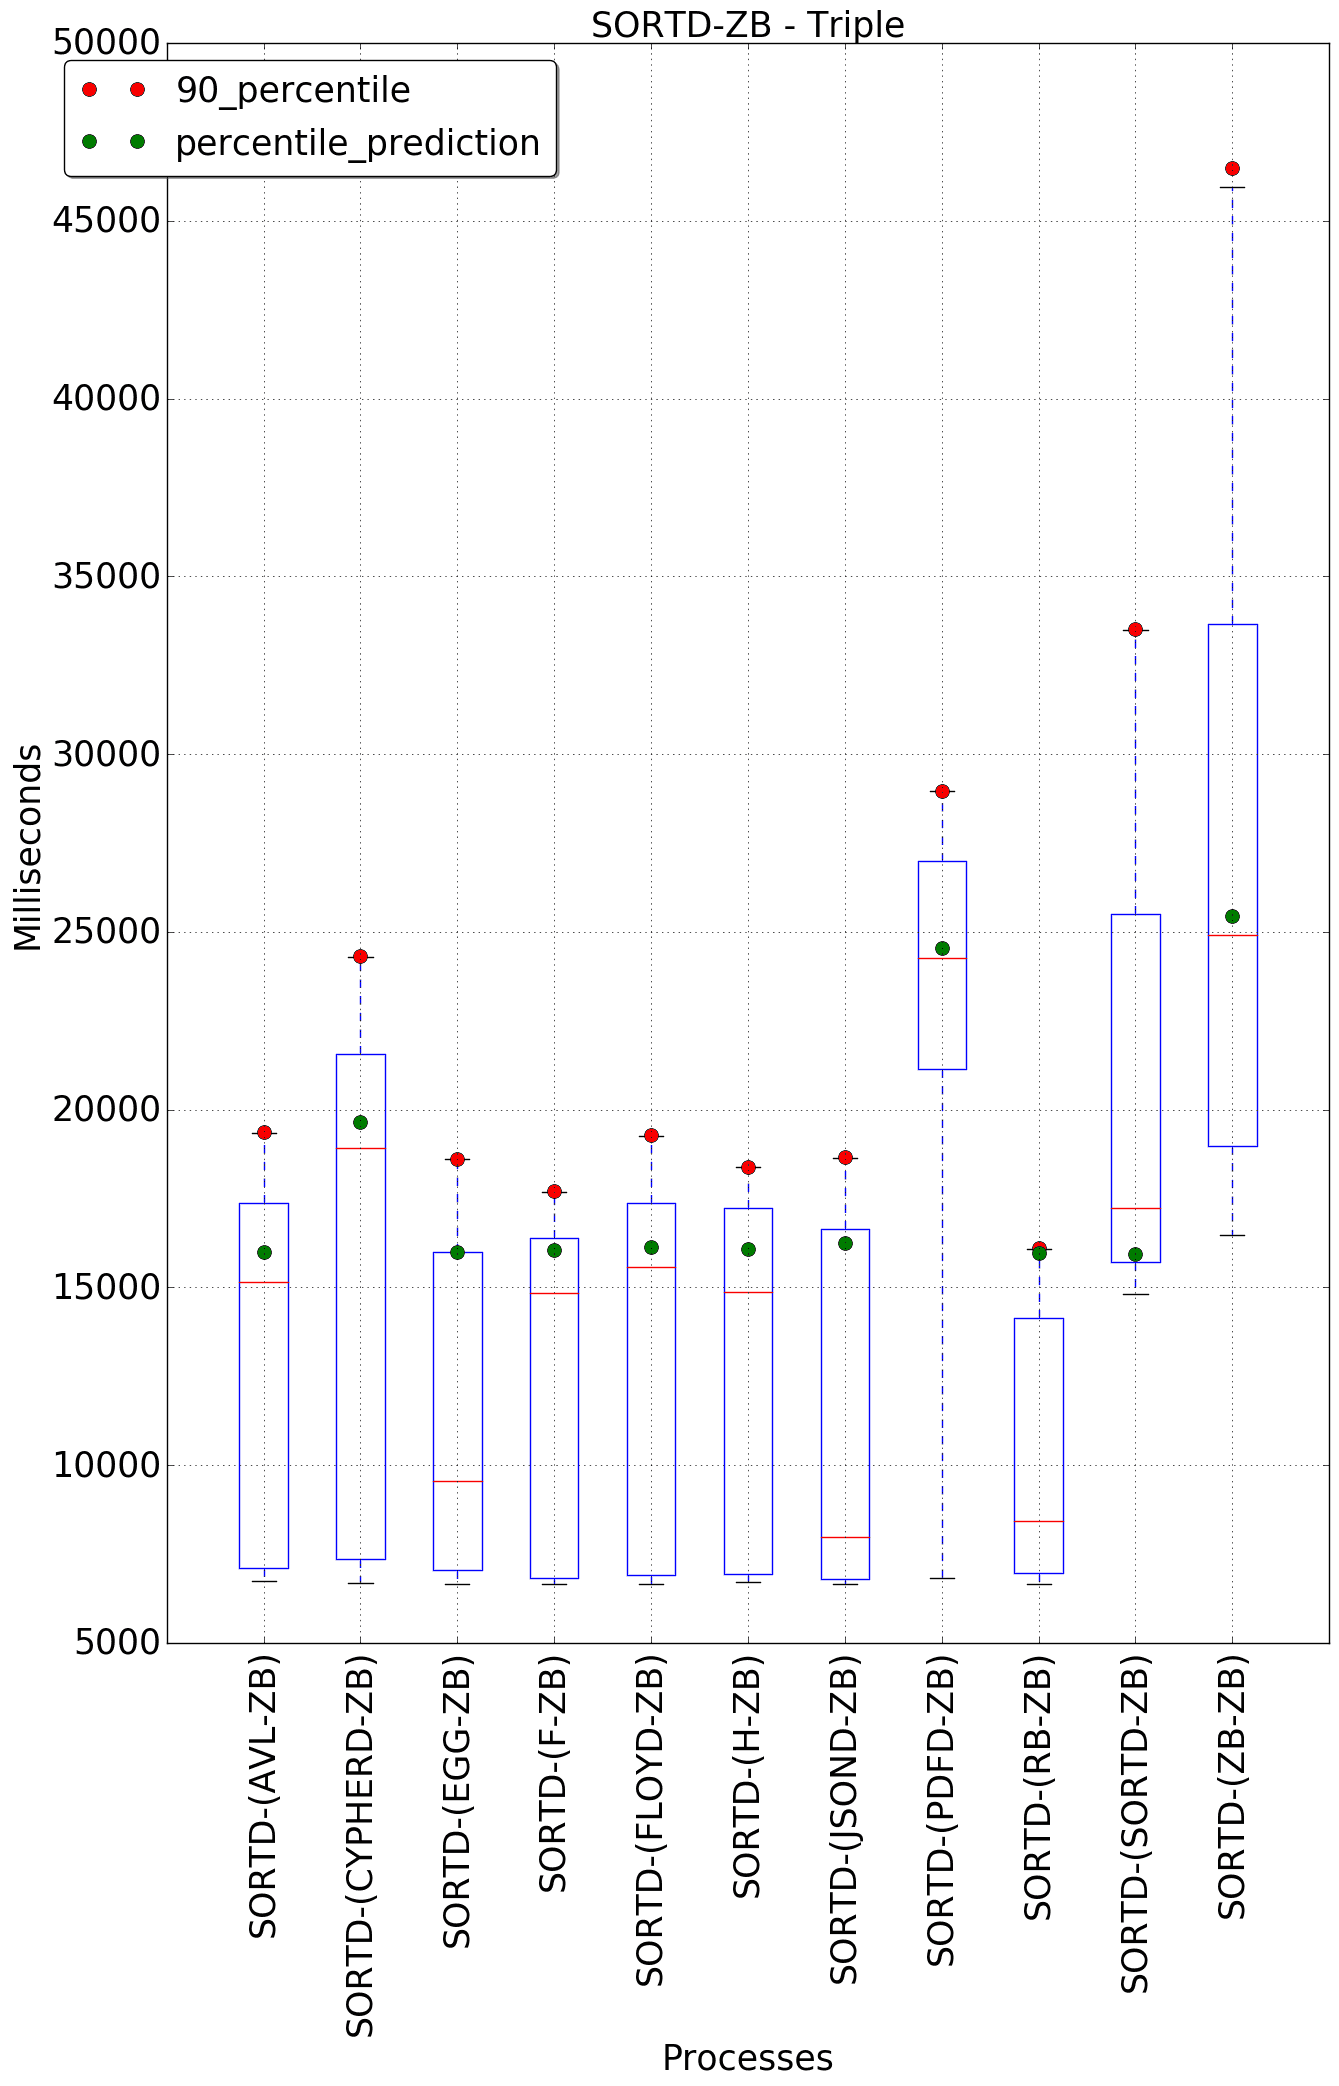 SORTD-ZB - Triple
90_percentile
percentile_prediction
50000
45000
40000
35000
30000
25000
20000
15000
10000
5000
Milliseconds
SORTD-(AVL-ZB)
SORTD-(CYPHERD-ZB)
SORTD-(EGG-ZB)
SORTD-(F-ZB)
SORTD-(FLOYD-ZB)
SORTD-(H-ZB)
SORTD-(JSOND-ZB)
SORTD-(PDFD-ZB)
SORTD-(RB-ZB)
SORTD-(SORTD-ZB)
SORTD-(ZB-ZB)
Processes